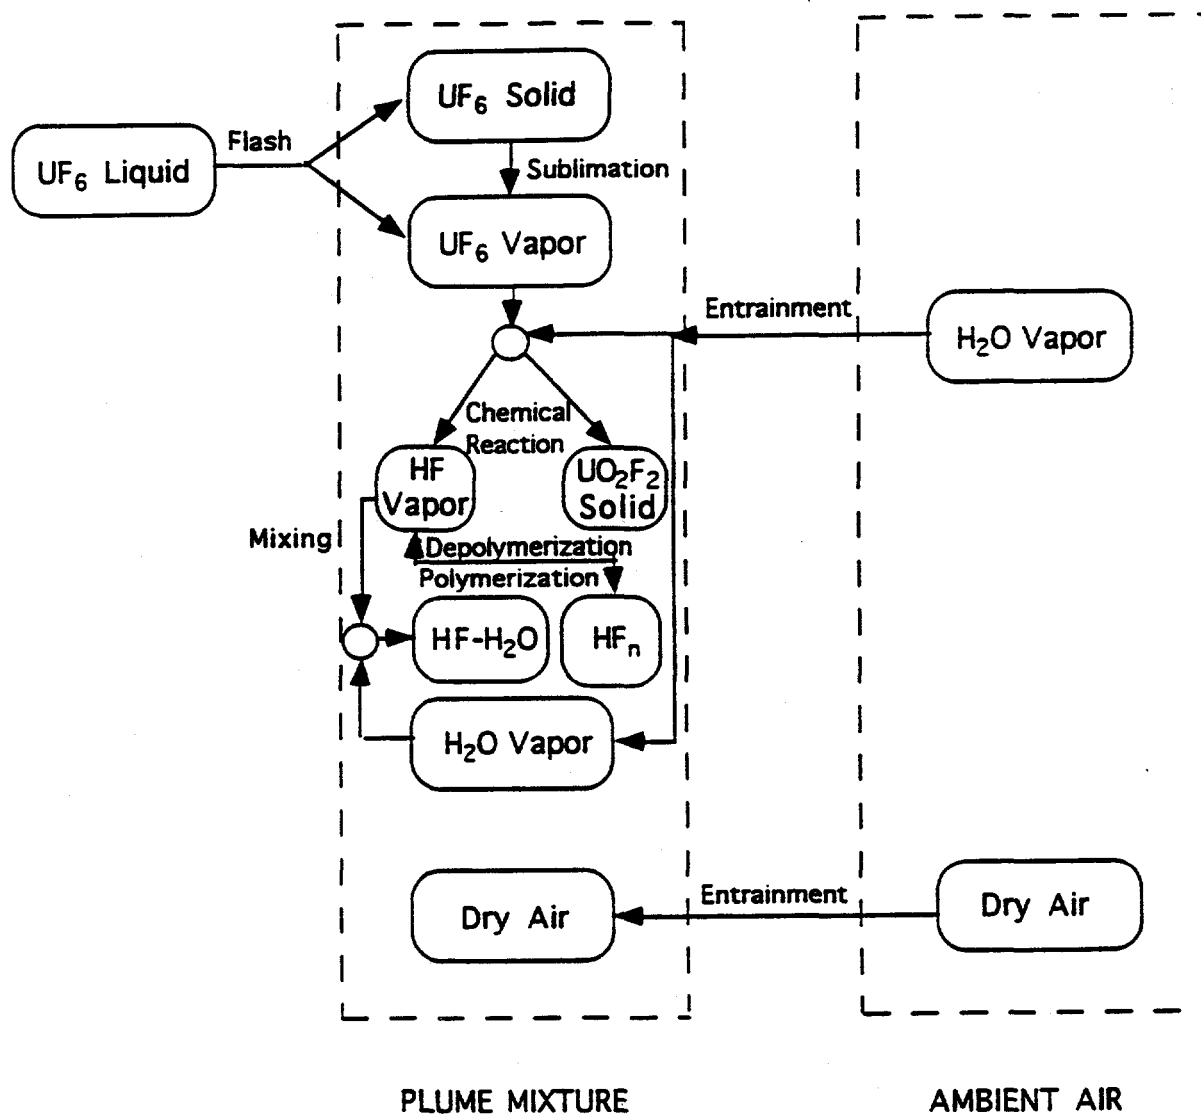 UF6 Solid
Flash
UF6 Liquid
Sublimation
UF6 Vapor
Entrainment
H2O Vapor
Chemical
Reaction
HF
Vapor
UO2F2
Solid
Mixing
Depolymerization
Polymerization
HF-H2O
HFn
H2O Vapor
Entrainment
Dry Air
Dry Air
PLUME MIXTURE
AMBIENT AIR